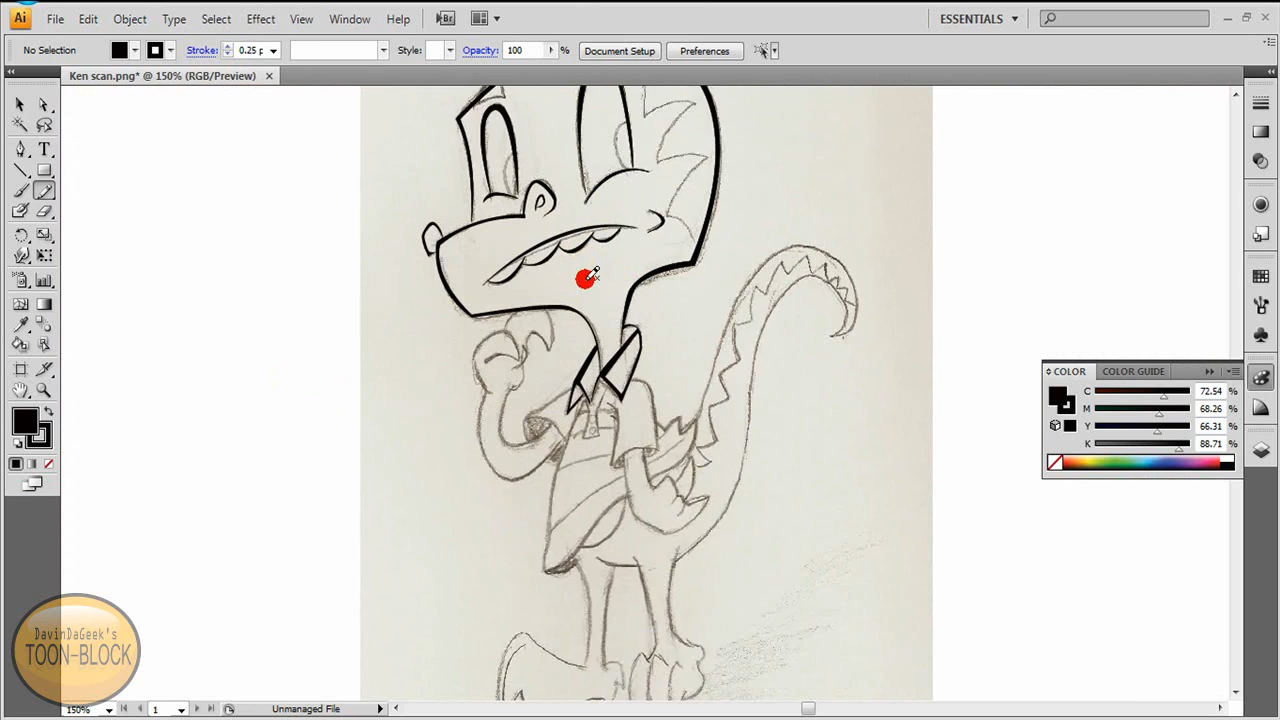 Ai File Edit Object Type Select Effect View Window Help Br ESSENTIALS
No Selection Stroke: 0.25 p Style: Opacity: 100 % Document Setup Preferences
Ken scan.png* @ 150% (RGB/Preview)
T
COLOR COLOR GUIDE
C 72.54 %
M 68.26 %
Y 66.31 %
K 88.71 %
DavinDaGeek's
TOON-BLOCK
150% 1 Unmanaged File